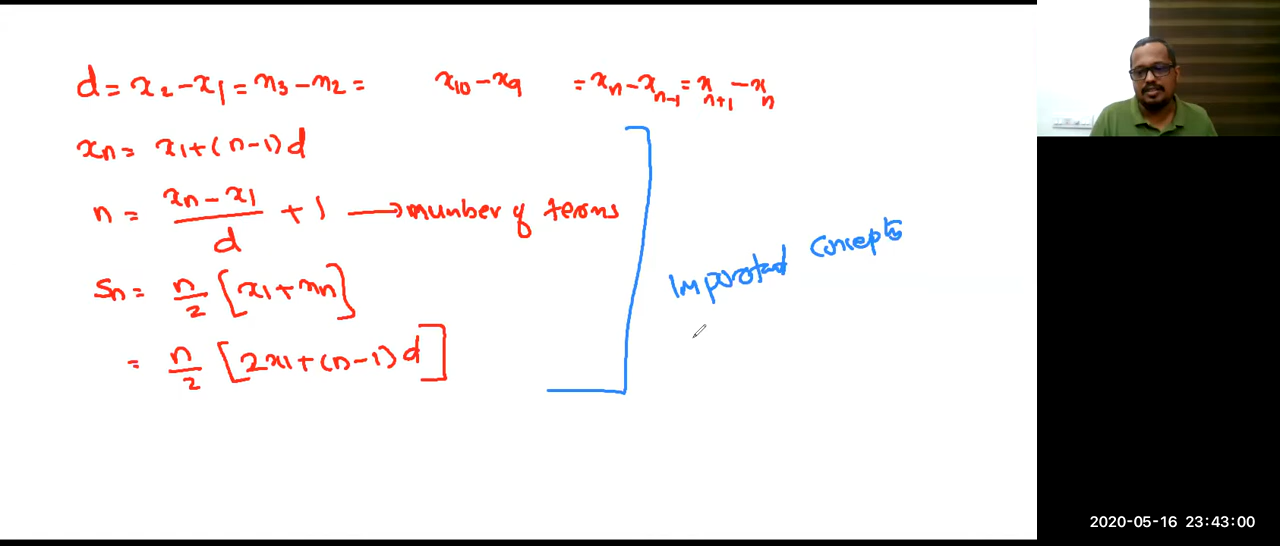 d = x₂ - x₁ = x₃ - x₂ = x₁₀ - x₉ = xₙ - xₙ₋₁ = xₙ₊₁ - xₙ
xₙ = x₁ + (n-1)d
n = (xₙ - x₁)/d + 1 → number of terms
Sₙ = n/2 [x₁ + xₙ]
= n/2 [2x₁ + (n-1)d]
Important Concepts
2020-05-16 23:43:00